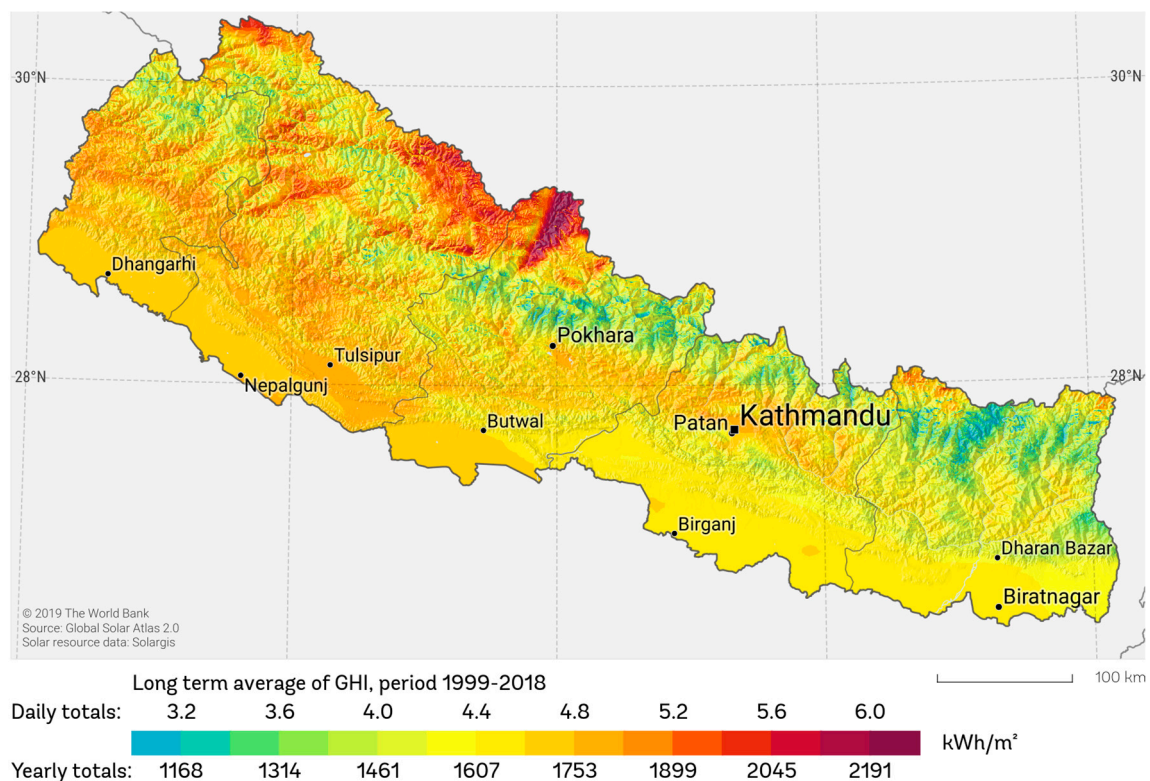 30°N
30°N
Dhangarhi
Pokhara
Tulsipur
28°N
28°N
Nepalgunj
Kathmandu
Patan
Butwal
Birganj
Dharan Bazar
Biratnagar
© 2019 The World Bank
Source: Global Solar Atlas 2.0
Solar resource data: Solargis
100 km
Long term average of GHI, period 1999-2018
Daily totals: 3.2 3.6 4.0 4.4 4.8 5.2 5.6 6.0
kWh/m²
Yearly totals: 1168 1314 1461 1607 1753 1899 2045 2191